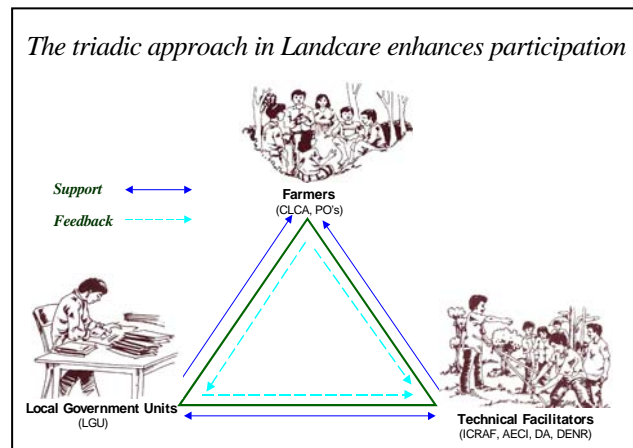 The triadic approach in Landcare enhances participation
Farmers
(CLCA, PO's)
Support
Feedback
Local Government Units
(LGU)
Technical Facilitators
(ICRAF, AECI, DA, DENR)